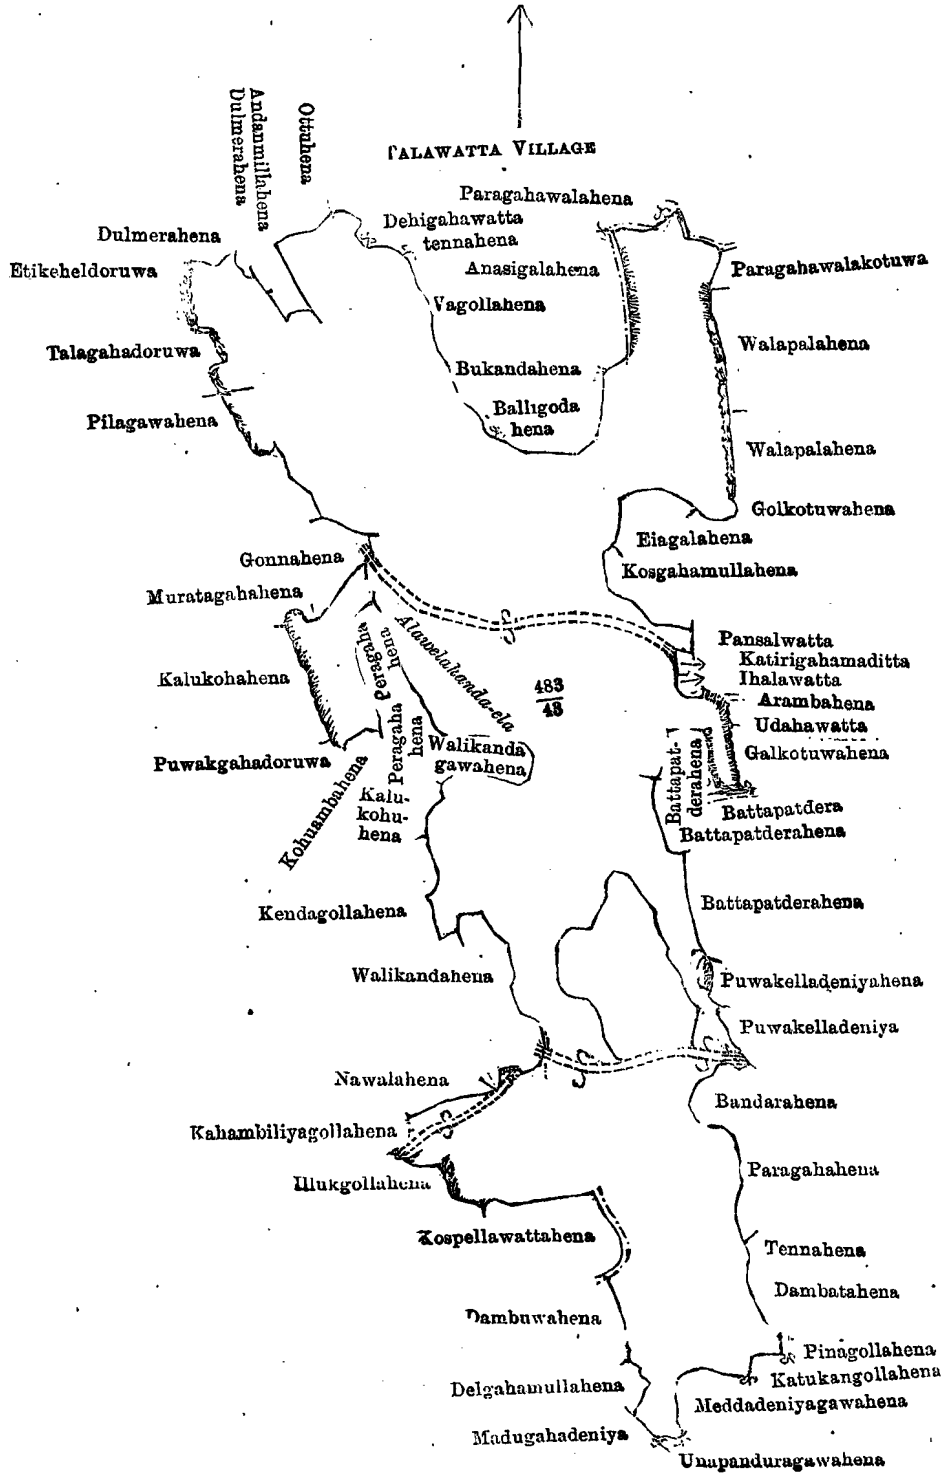 TALAWATTA VILLAGE
Ottuhena
Andanmillahena
Dulmerahena
Paragahawalahena
Dehigahawatta
tennahena
Dulmerahena
Etikeheldoruwa
Anasigalahena
Paragahawalakotuwa
Vagollahena
Talagahadoruwa
Walapalahena
Bukandahena
Pilagawahena
Balligoda
hena
Walapalahena
Golkotuwahena
Eiagalahena
Gonnahena
Kosgahamullahena
Muratagahahena
Alawelahanda-ela
Peragaha
hena
Pansalwatta
Katirigahamaditta
Ihalawatta
Kalukohahena
483
43
Arambahena
Udahawatta
Peragaha
hena
Walikanda
gawahena
Galkotuwahena
Puwakgahadoruwa
Battapat-
derahena
Kohuambahena
Kalu-
kohu-
hena
Battapatdera
Battapatderahena
Kendagollahena
Battapatderahena
Walikandahena
Puwakelladeniyahena
Puwakelladeniya
Nawalahena
Bandarahena
Kahambiliyagollahena
Paragahahena
Illukgollahena
Kospellawattahena
Tennahena
Dambatahena
Dambuwahena
Pinagollahena
Katukangollahena
Delgahamullahena
Meddadeniyagawahena
Madugahadeniya
Unapanduragawahena